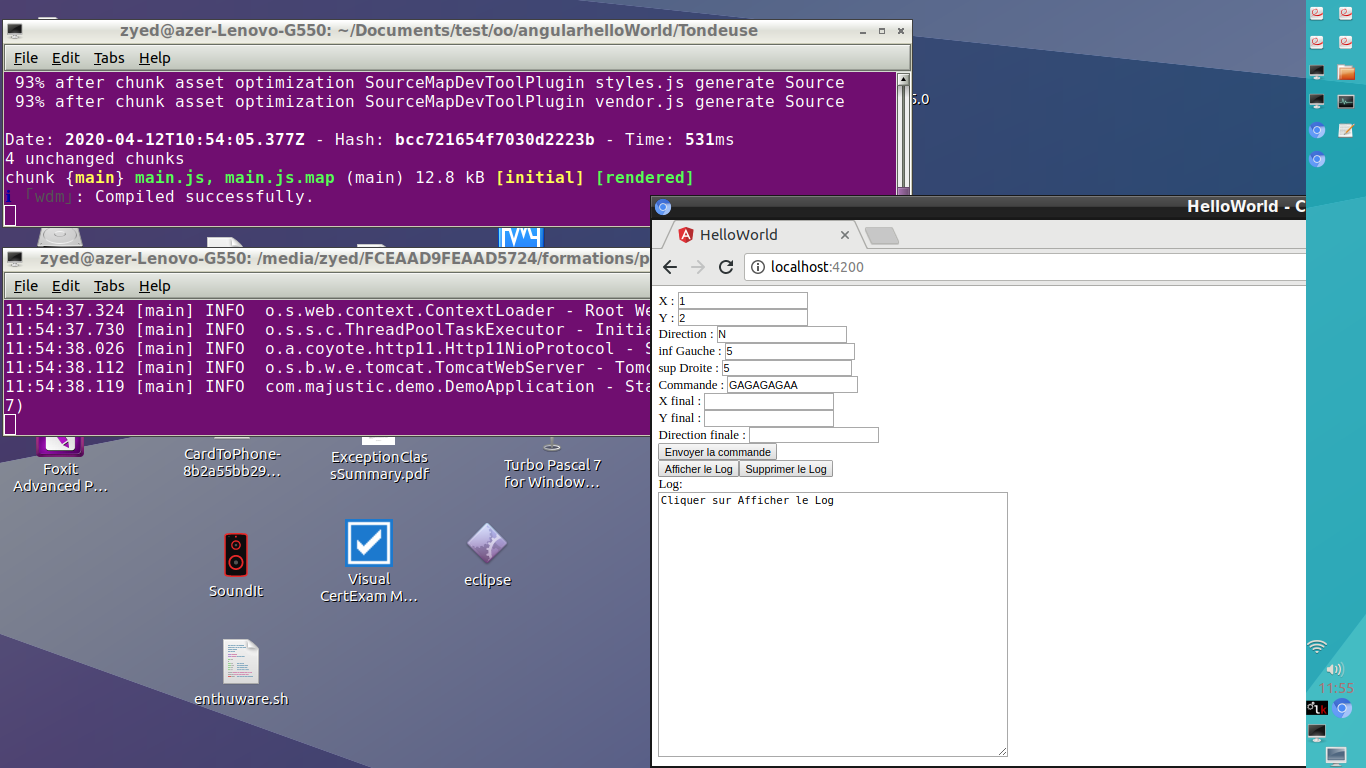 zyed@azer-Lenovo-G550: ~/Documents/test/oo/angularhelloWorld/Tondeuse
File Edit Tabs Help
93% after chunk asset optimization SourceMapDevToolPlugin styles.js generate Source
93% after chunk asset optimization SourceMapDevToolPlugin vendor.js generate Source
Date: 2020-04-12T10:54:05.377Z - Hash: bcc721654f7030d2223b - Time: 531ms
4 unchanged chunks
chunk {main} main.js, main.js.map (main) 12.8 kB [initial] [rendered]
i 「wdm」: Compiled successfully.
5.0
zyed@azer-Lenovo-G550: /media/zyed/FCEAAD9FEAAD5724/formations/p
File Edit Tabs Help
11:54:37.324 [main] INFO o.s.web.context.ContextLoader - Root We
11:54:37.730 [main] INFO o.s.s.c.ThreadPoolTaskExecutor - Initia
11:54:38.026 [main] INFO o.a.coyote.http11.Http11NioProtocol - S
11:54:38.112 [main] INFO o.s.b.w.e.tomcat.TomcatWebServer - Tomc
11:54:38.119 [main] INFO com.majustic.demo.DemoApplication - Sta
7)
HelloWorld - C
HelloWorld
localhost:4200
X : 1
Y : 2
Direction : N
inf Gauche : 5
sup Droite : 5
Commande : GAGAGAGAA
X final :
Y final :
Direction finale :
Envoyer la commande
Afficher le Log Supprimer le Log
Log:
Cliquer sur Afficher le Log
Foxit
Advanced P...
CardToPhone-
8b2a55bb29...
ExceptionClas
sSummary.pdf
Turbo Pascal 7
for Window...
SoundIt
Visual
CertExam M...
eclipse
enthuware.sh
11:55